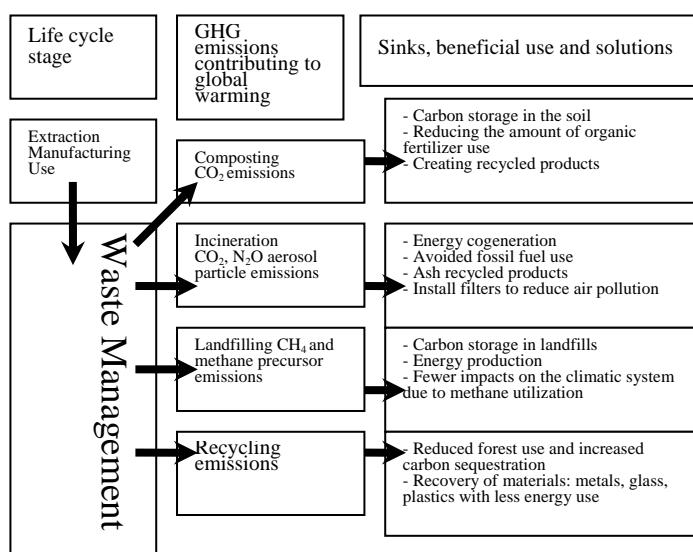 Life cycle
stage
GHG
emissions
contributing to
global
warming
Sinks, beneficial use and solutions
Extraction
Manufacturing
Use
Waste Management
Composting
CO₂ emissions
- Carbon storage in the soil
- Reducing the amount of organic
fertilizer use
- Creating recycled products
Incineration
CO₂, N₂O aerosol
particle emissions
- Energy cogeneration
- Avoided fossil fuel use
- Ash recycled products
- Install filters to reduce air pollution
Landfilling CH₄ and
methane precursor
emissions
- Carbon storage in landfills
- Energy production
- Fewer impacts on the climatic system
due to methane utilization
Recycling
emissions
- Reduced forest use and increased
carbon sequestration
- Recovery of materials: metals, glass,
plastics with less energy use